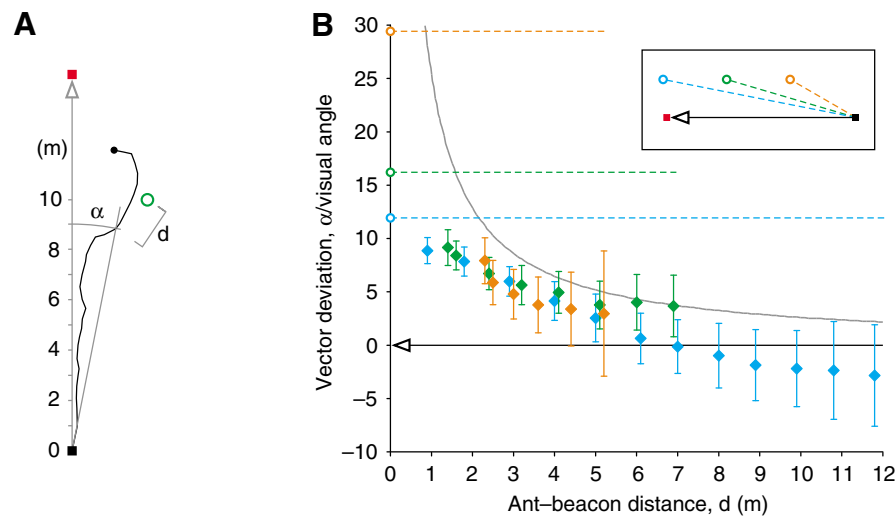 A
(m)
10
8
6
4
2
0
α
d
B
Vector deviation, α/visual angle
30
25
20
15
10
5
0
−5
−10
0 1 2 3 4 5 6 7 8 9 10 11 12
Ant–beacon distance, d (m)